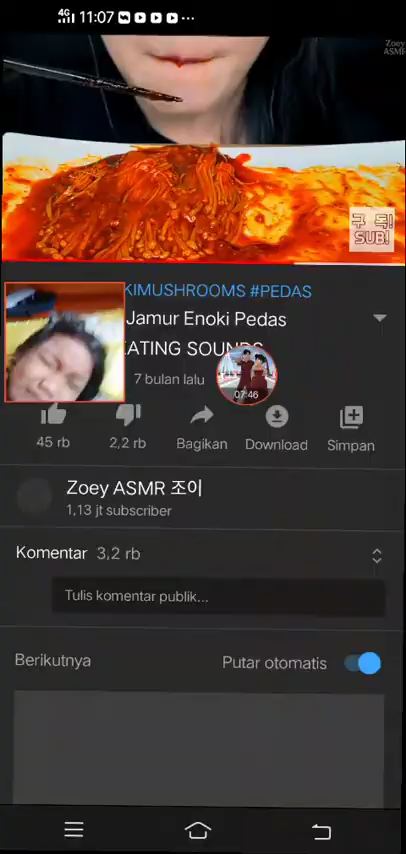 4G 11:07
Zoey
ASMR
구 독!
SUB!
KIMUSHROOMS #PEDAS
Jamur Enoki Pedas
EATING SOUNDS
7 bulan lalu
07:46
45 rb
2,2 rb
Bagikan
Download
Simpan
Zoey ASMR 조이
1,13 jt subscriber
Komentar 3,2 rb
Tulis komentar publik...
Berikutnya
Putar otomatis